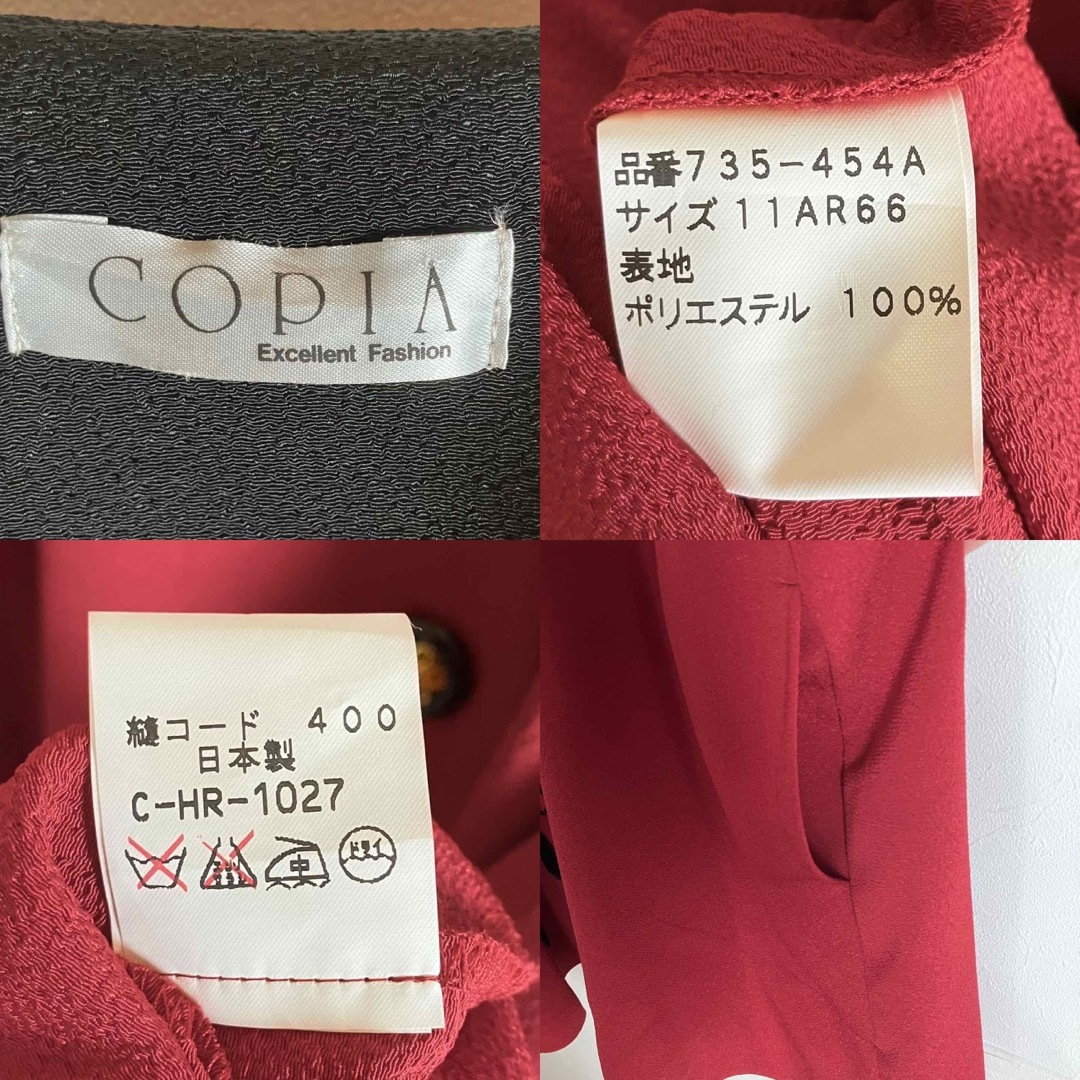 COPIA
Excellent Fashion
品番735-454A
サイズ11AR66
表地
ポリエステル 100%
縫コード 400
日本製
C-HR-1027
中 ドライ